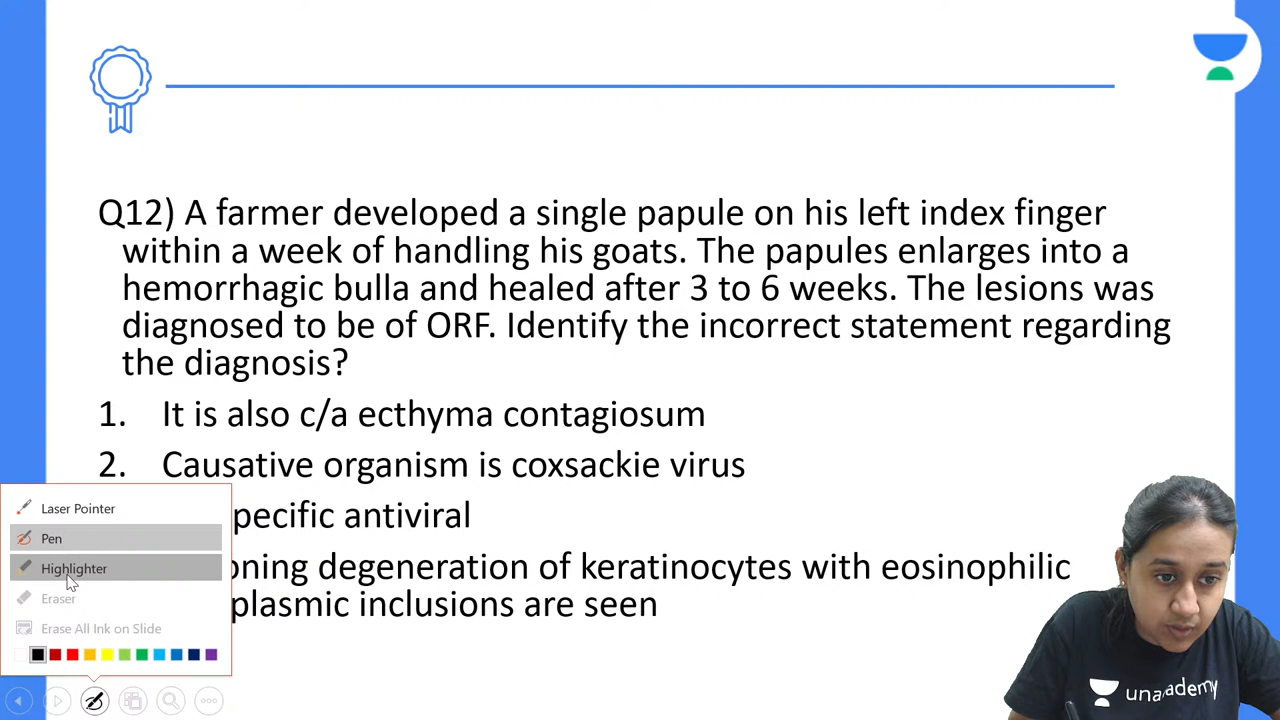 Q12) A farmer developed a single papule on his left index finger
within a week of handling his goats. The papules enlarges into a
hemorrhagic bulla and healed after 3 to 6 weeks. The lesions was
diagnosed to be of ORF. Identify the incorrect statement regarding
the diagnosis?
1. It is also c/a ecthyma contagiosum
2. Causative organism is coxsackie virus
Laser Pointer
pecific antiviral
Pen
Highlighter
oning degeneration of keratinocytes with eosinophilic
Eraser
plasmic inclusions are seen
Erase All Ink on Slide
unacademy